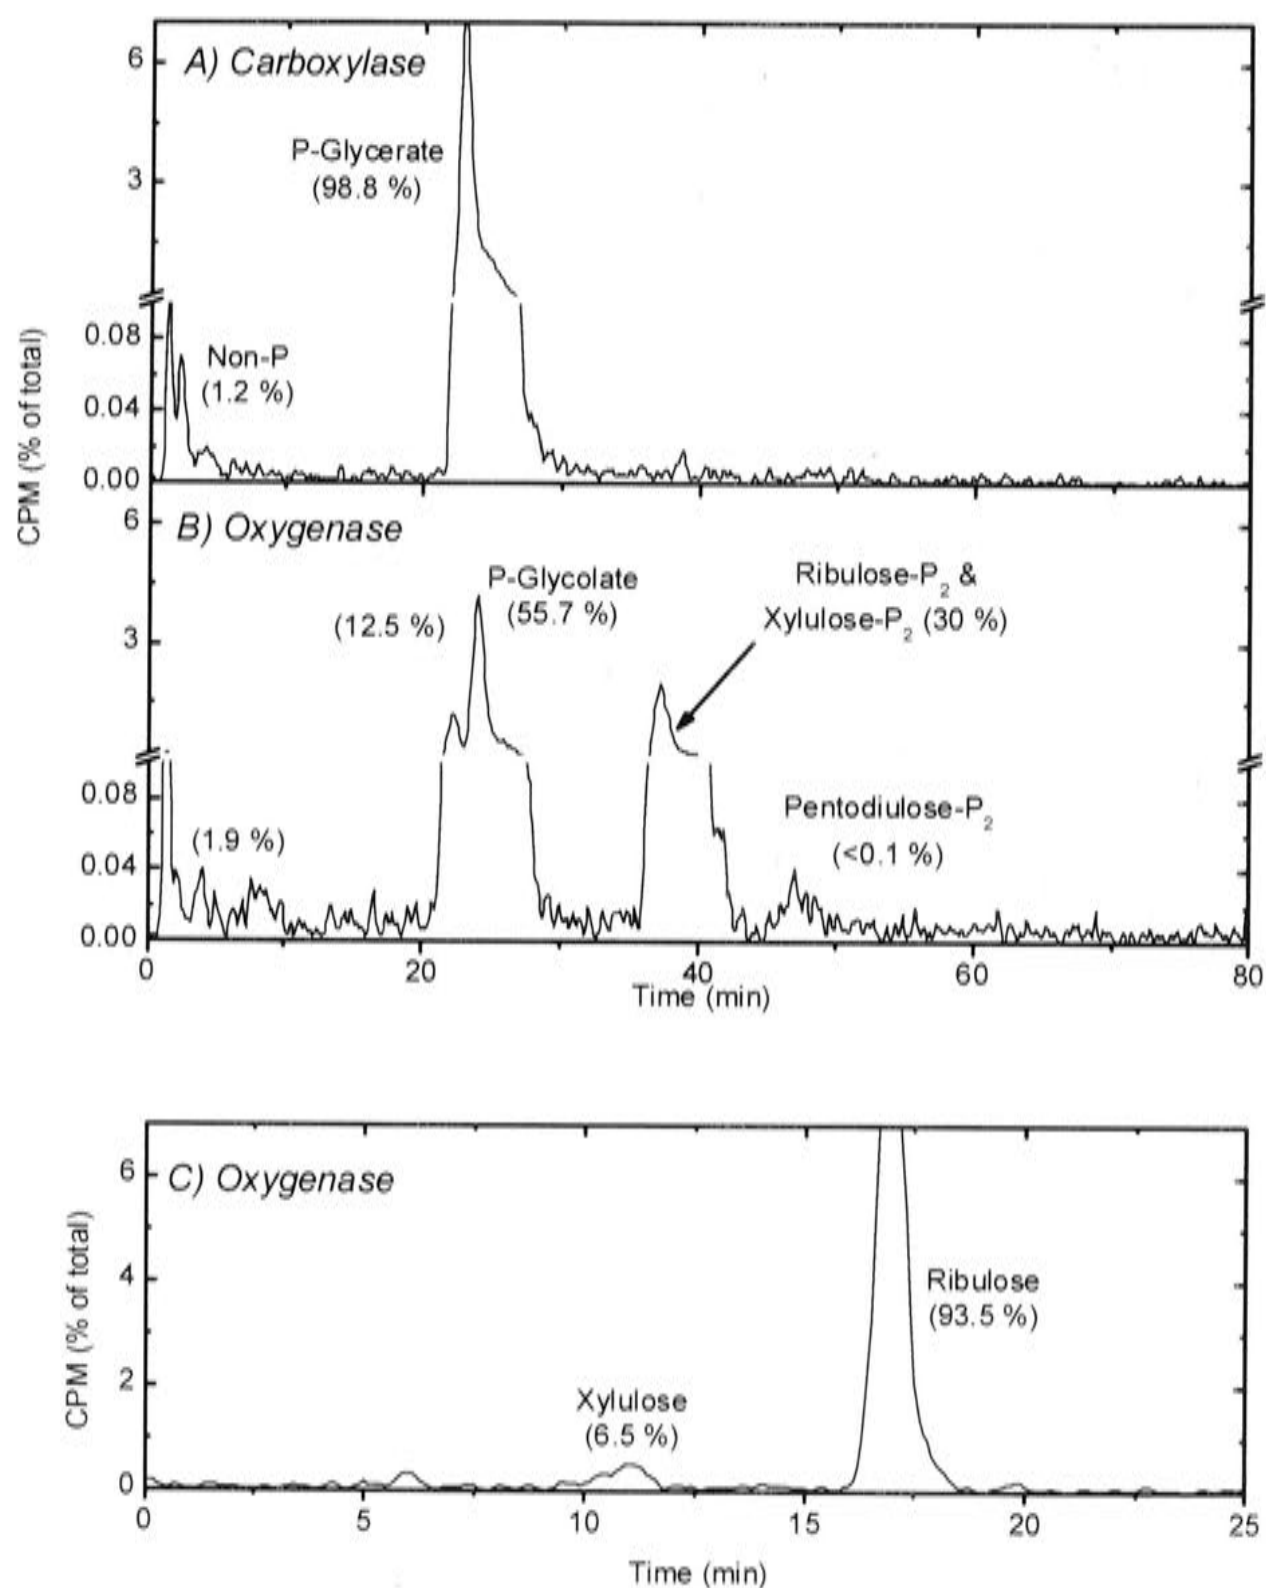 A) Carboxylase
6
P-Glycerate
(98.8 %)
3
0.08
Non-P
(1.2 %)
0.04
0.00
CPM (% of total)
B) Oxygenase
6
P-Glycolate
(55.7 %)
(12.5 %)
Ribulose-P₂ &
Xylulose-P₂ (30 %)
3
0.08
Pentodiulose-P₂
(<0.1 %)
(1.9 %)
0.04
0.00
0 20 40 60 80
Time (min)
C) Oxygenase
6
Ribulose
(93.5 %)
4
CPM (% of total)
2
Xylulose
(6.5 %)
0
0 5 10 15 20 25
Time (min)